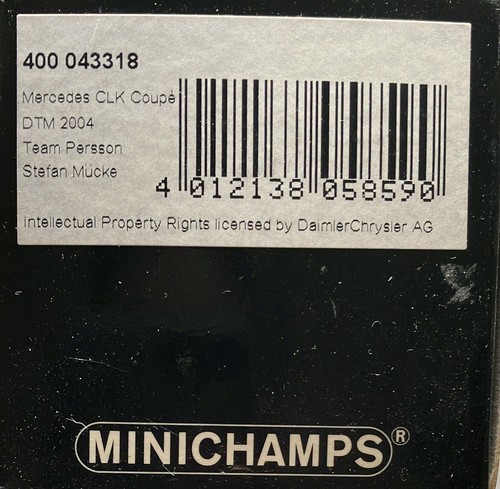 400 043318
Mercedes CLK Coupé
DTM 2004
Team Persson
Stefan Mücke
4 012138 058590
Intellectual Property Rights licensed by DaimlerChrysler AG
MINICHAMPS®